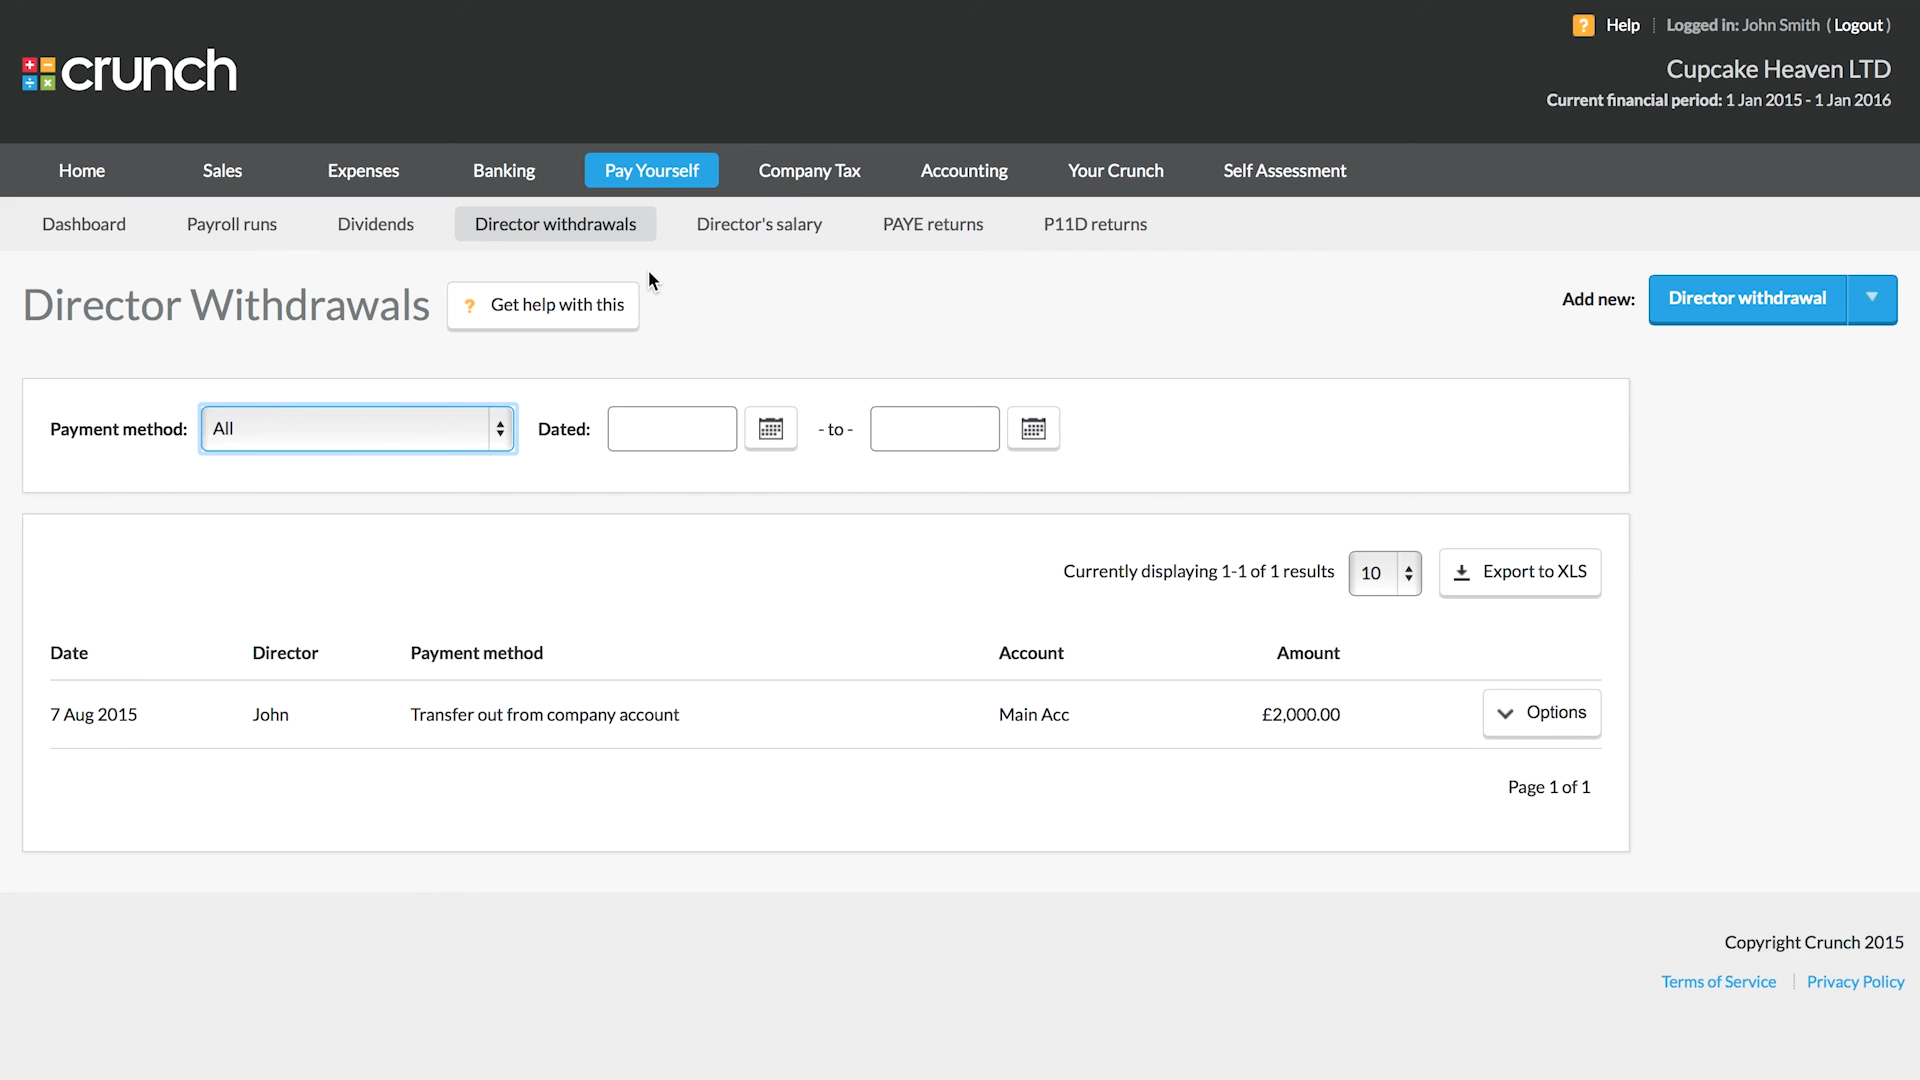 ? Help Logged in: John Smith ( Logout )
crunch
Cupcake Heaven LTD
Current financial period: 1 Jan 2015 - 1 Jan 2016
Home Sales Expenses Banking Pay Yourself Company Tax Accounting Your Crunch Self Assessment
Dashboard Payroll runs Dividends Director withdrawals Director's salary PAYE returns P11D returns
Director Withdrawals ? Get help with this Add new: Director withdrawal
Payment method: All Dated: - to -
Currently displaying 1-1 of 1 results 10 Export to XLS
Date Director Payment method Account Amount
7 Aug 2015 John Transfer out from company account Main Acc £2,000.00 Options
Page 1 of 1
Copyright Crunch 2015
Terms of Service Privacy Policy